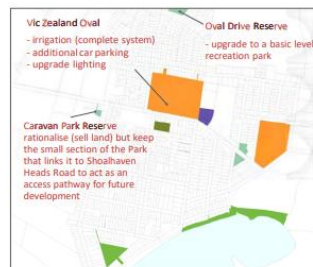 Vic Zealand Oval
- irrigation (complete system)
- additional car parking
- upgrade lighting
Oval Drive Reserve
- upgrade to a basic level
recreation park
Caravan Park Reserve
rationalise (sell land) but keep
the small section of the Park
that links it to Shoalhaven
Heads Road to act as an
access pathway for future
development